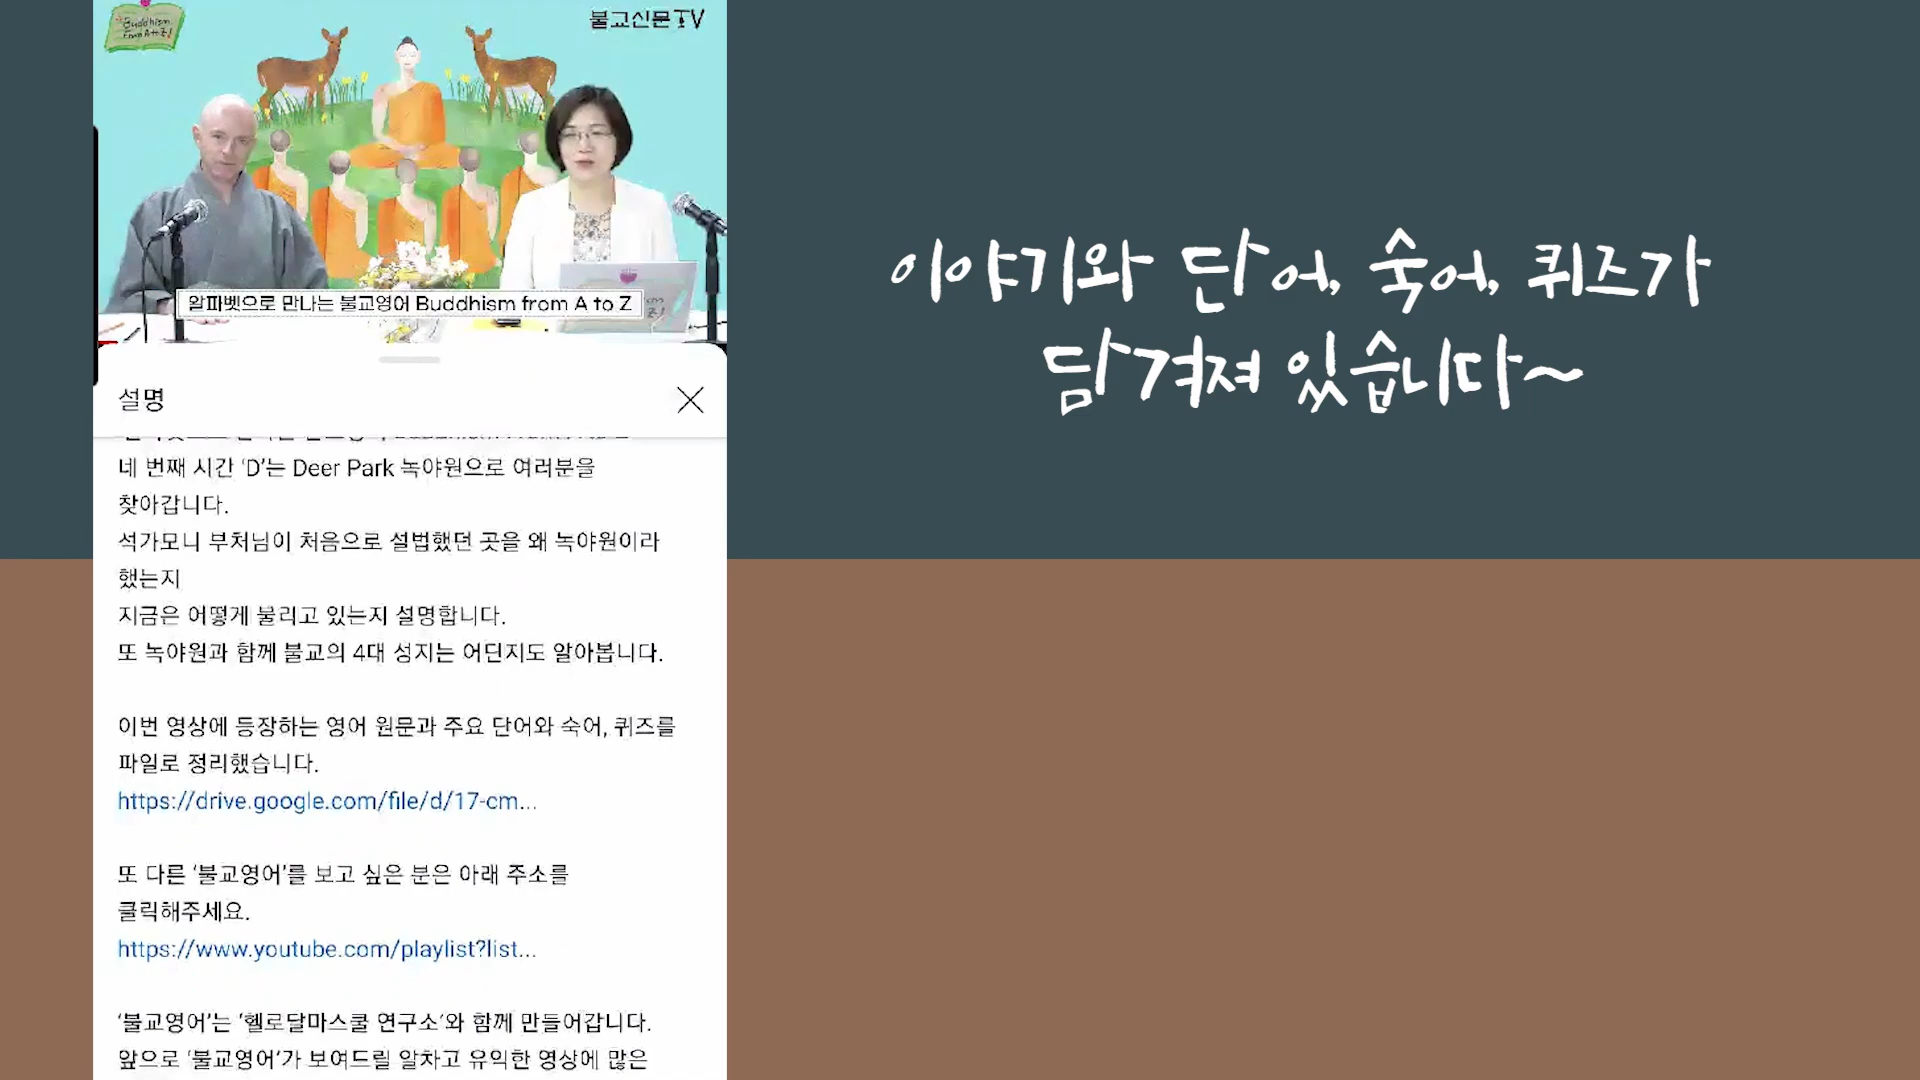 Buddhism
from A to Z!
불교신문TV
알파벳으로 만나는 불교영어 Buddhism from A to Z
설명
네 번째 시간 ‘D’는 Deer Park 녹야원으로 여러분을
찾아갑니다.
석가모니 부처님이 처음으로 설법했던 곳을 왜 녹야원이라
했는지
지금은 어떻게 불리고 있는지 설명합니다.
또 녹야원과 함께 불교의 4대 성지는 어딘지도 알아봅니다.
이번 영상에 등장하는 영어 원문과 주요 단어와 숙어, 퀴즈를
파일로 정리했습니다.
https://drive.google.com/file/d/17-cm...
또 다른 ‘불교영어’를 보고 싶은 분은 아래 주소를
클릭해주세요.
https://www.youtube.com/playlist?list...
‘불교영어’는 ‘헬로달마스쿨 연구소’와 함께 만들어갑니다.
앞으로 ‘불교영어’가 보여드릴 알차고 유익한 영상에 많은
이야기와 단어, 숙어, 퀴즈가
담겨져 있습니다~